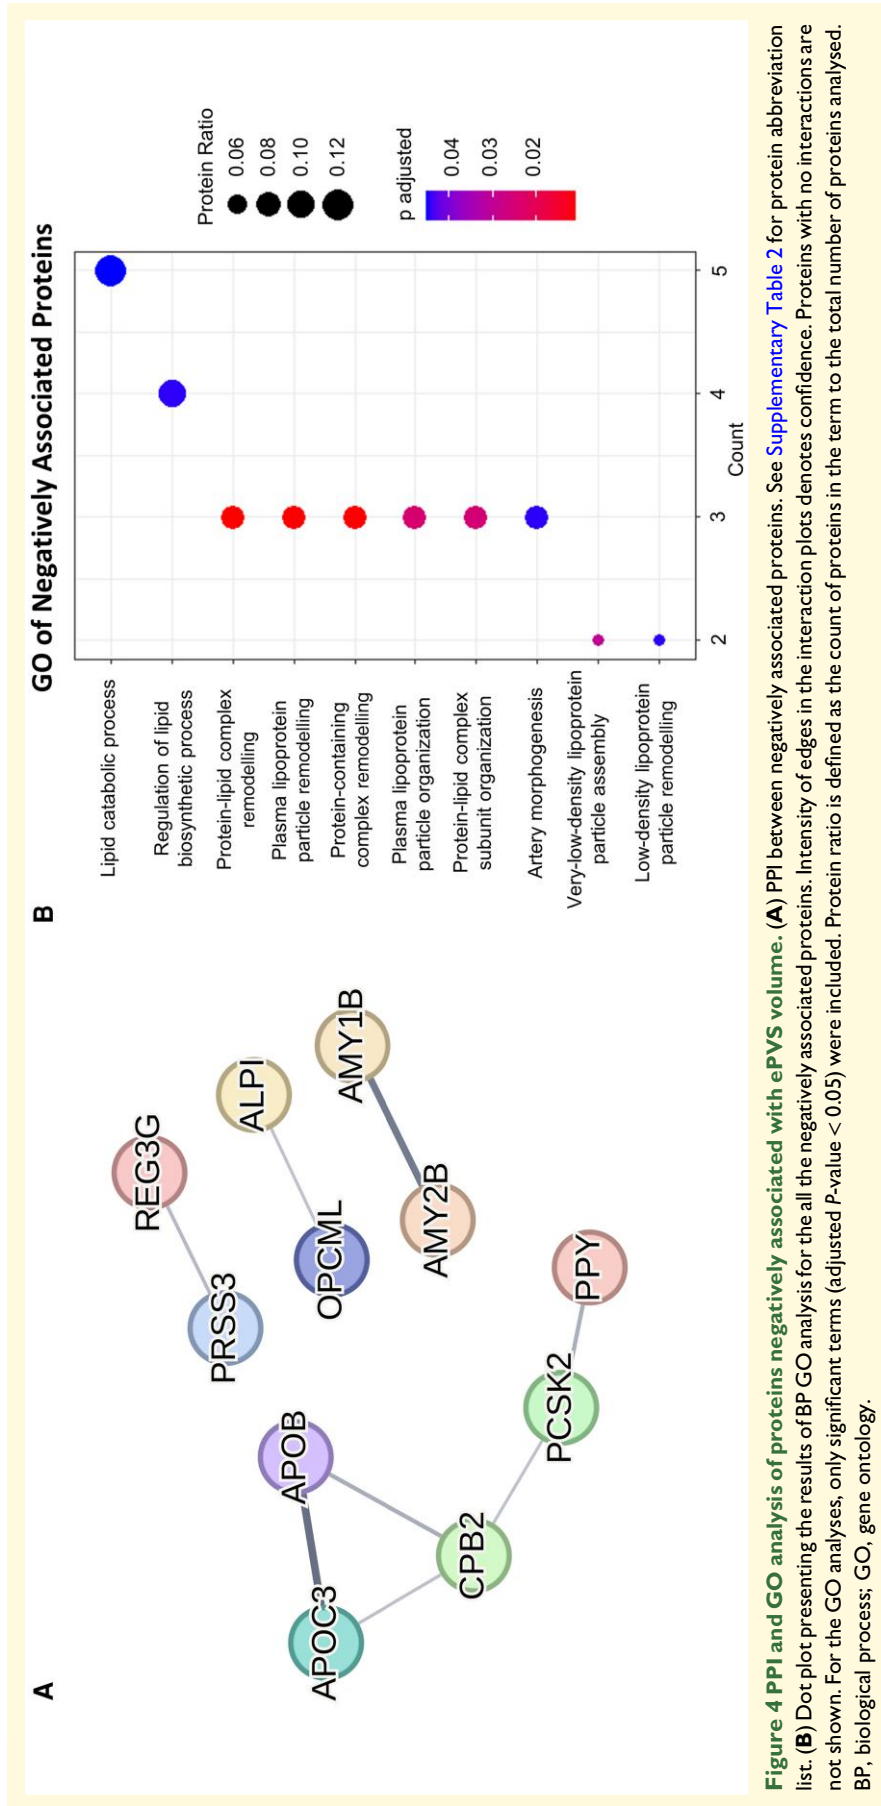 A
REG3G
PRSS3
ALPI
OPCML
AMY1B
AMY2B
APOB
APOC3
CPB2
PCSK2
PPY
B
GO of Negatively Associated Proteins
Lipid catabolic process
Regulation of lipid
biosynthetic process
Protein-lipid complex
remodelling
Plasma lipoprotein
particle remodelling
Protein-containing
complex remodelling
Plasma lipoprotein
particle organization
Protein-lipid complex
subunit organization
Artery morphogenesis
Very-low-density lipoprotein
particle assembly
Low-density lipoprotein
particle remodelling
2 3 4 5
Count
Protein Ratio
0.06
0.08
0.10
0.12
p adjusted
0.04
0.03
0.02
Figure 4 PPI and GO analysis of proteins negatively associated with ePVS volume. (A) PPI between negatively associated proteins. See Supplementary Table 2 for protein abbreviation
list. (B) Dot plot presenting the results of BP GO analysis for the all the negatively associated proteins. Intensity of edges in the interaction plots denotes confidence. Proteins with no interactions are
not shown. For the GO analyses, only significant terms (adjusted P-value < 0.05) were included. Protein ratio is defined as the count of proteins in the term to the total number of proteins analysed.
BP, biological process; GO, gene ontology.